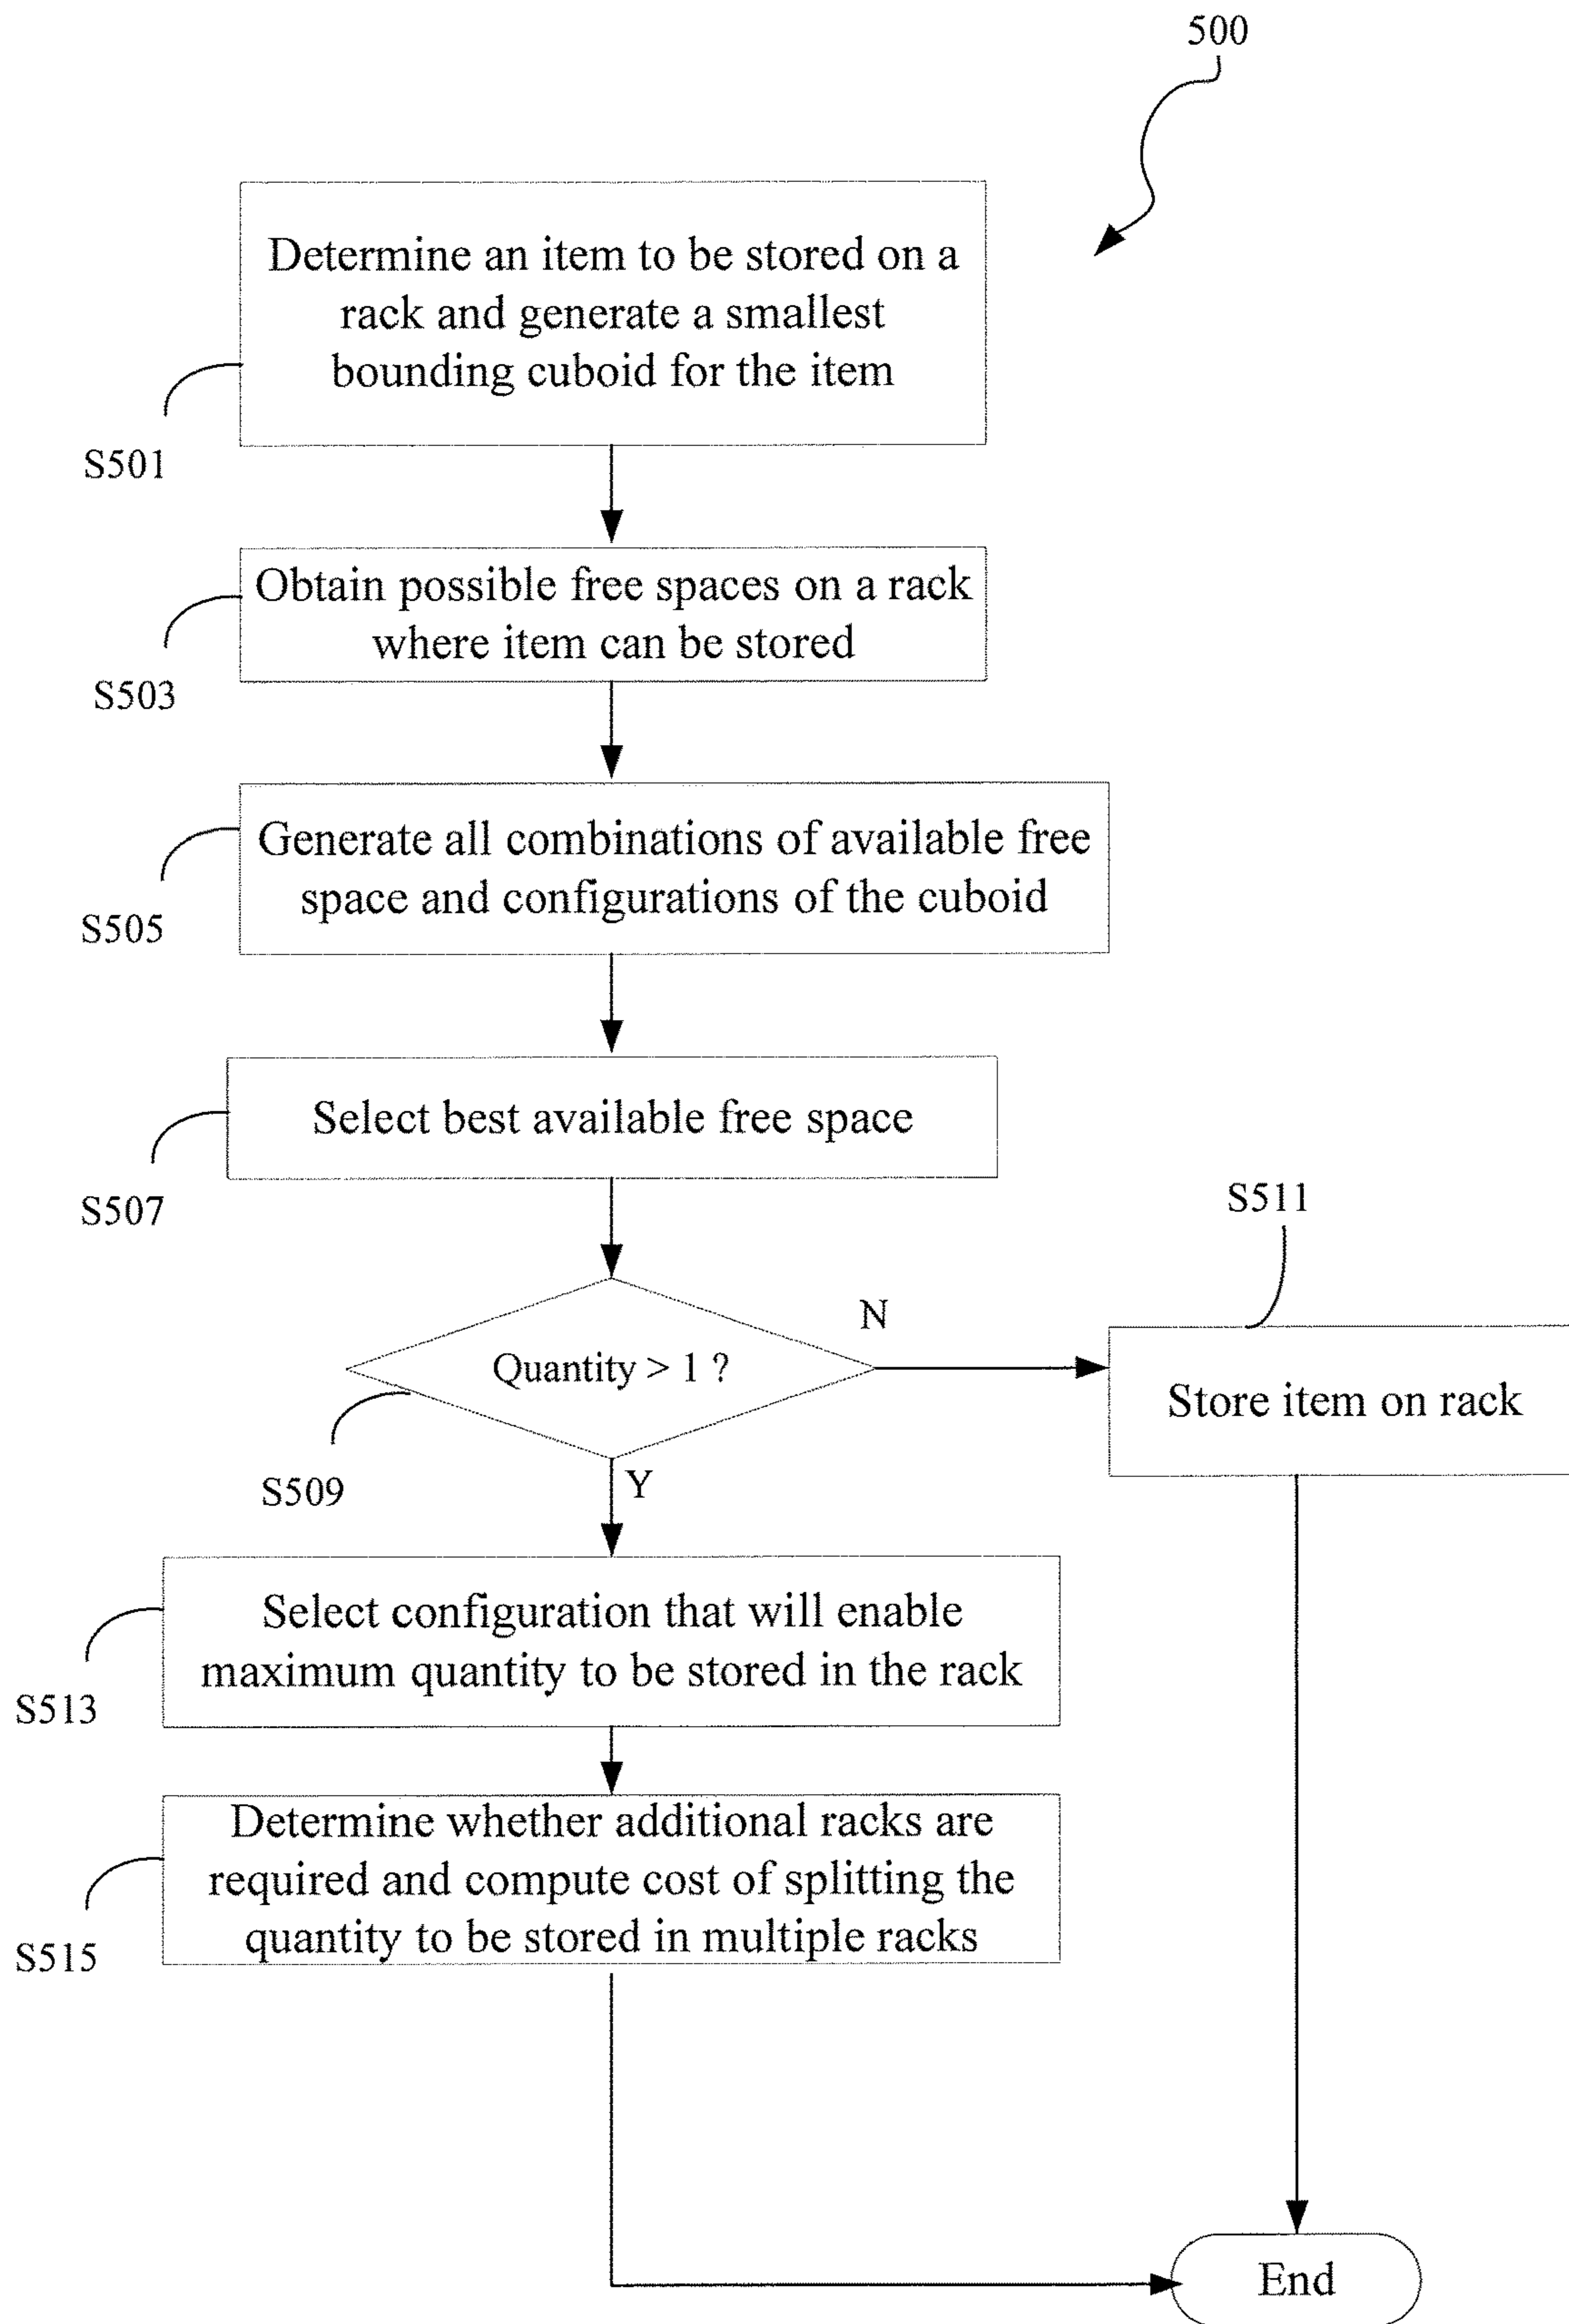 500
Determine an item to be stored on a
rack and generate a smallest
bounding cuboid for the item
S501
Obtain possible free spaces on a rack
where item can be stored
S503
Generate all combinations of available free
space and configurations of the cuboid
S505
Select best available free space
S507
Quantity > 1 ?
S509
N
S511
Store item on rack
Y
Select configuration that will enable
maximum quantity to be stored in the rack
S513
Determine whether additional racks are
required and compute cost of splitting the
quantity to be stored in multiple racks
S515
End